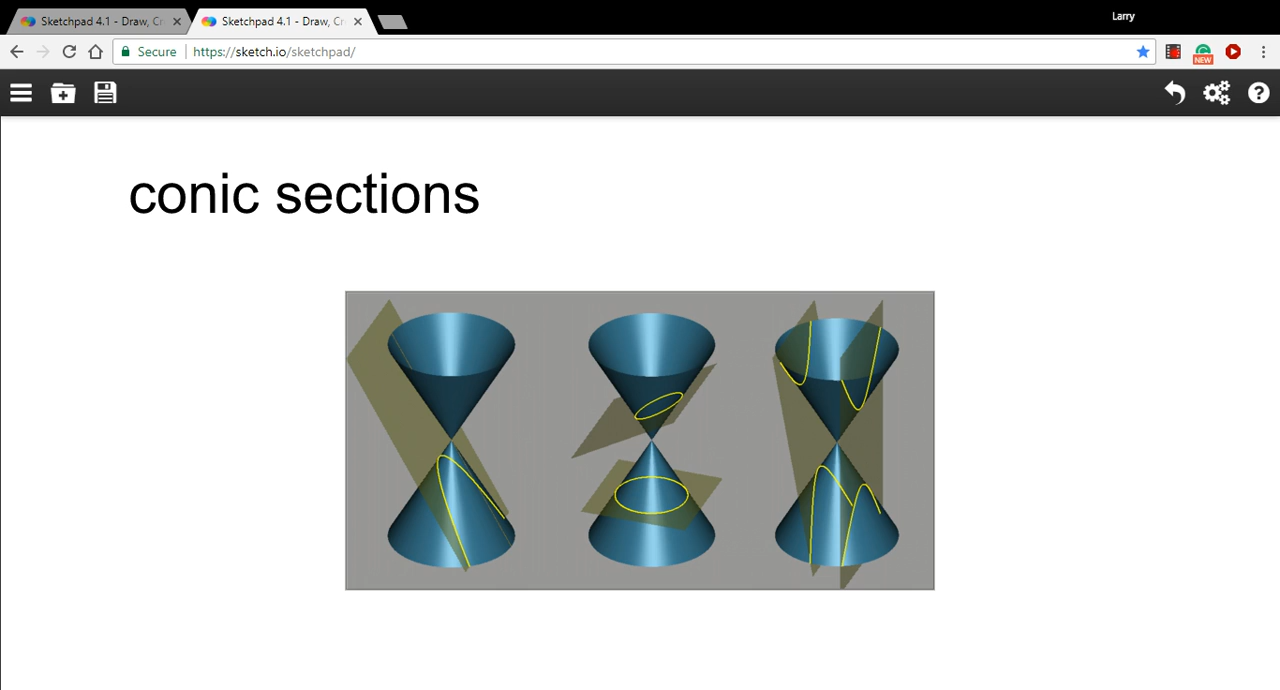 Larry
Sketchpad 4.1 - Draw, Cr
Sketchpad 4.1 - Draw, Cr
Secure
https://sketch.io/sketchpad/
NEW
conic sections